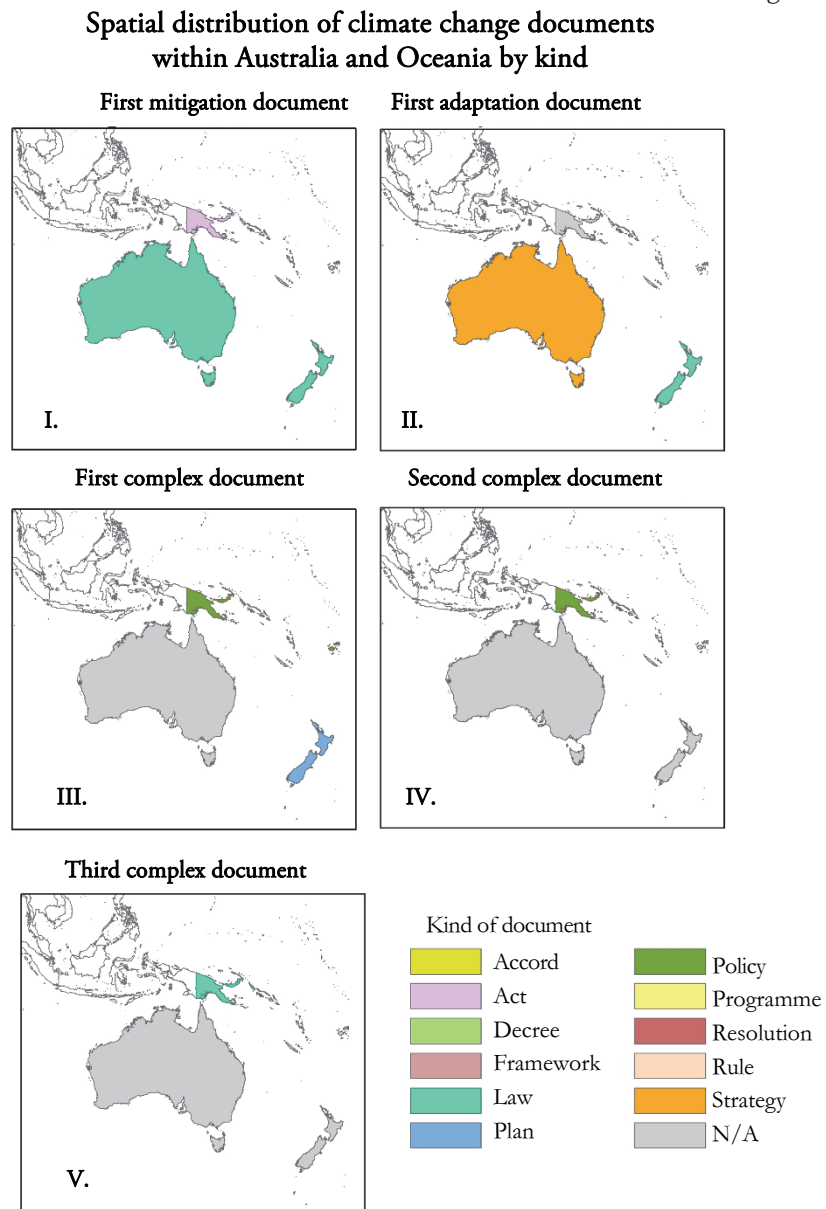 Spatial distribution of climate change documents
within Australia and Oceania by kind
First mitigation document
First adaptation document
I.
II.
First complex document
Second complex document
III.
IV.
Third complex document
V.
Kind of document
Accord
Act
Decree
Framework
Law
Plan
Policy
Programme
Resolution
Rule
Strategy
N/A